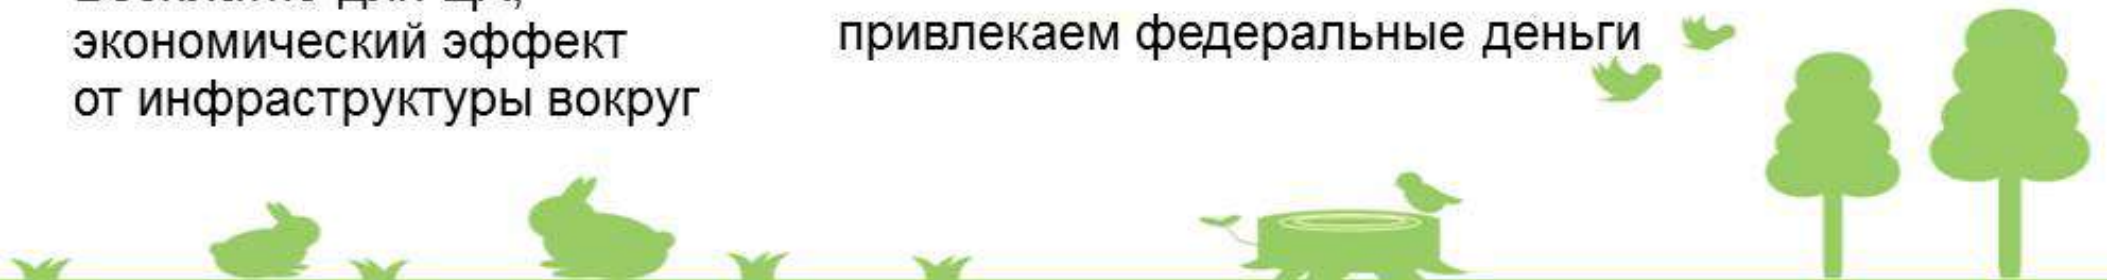 экономический эффект
от инфраструктуры вокруг
привлекаем федеральные деньги